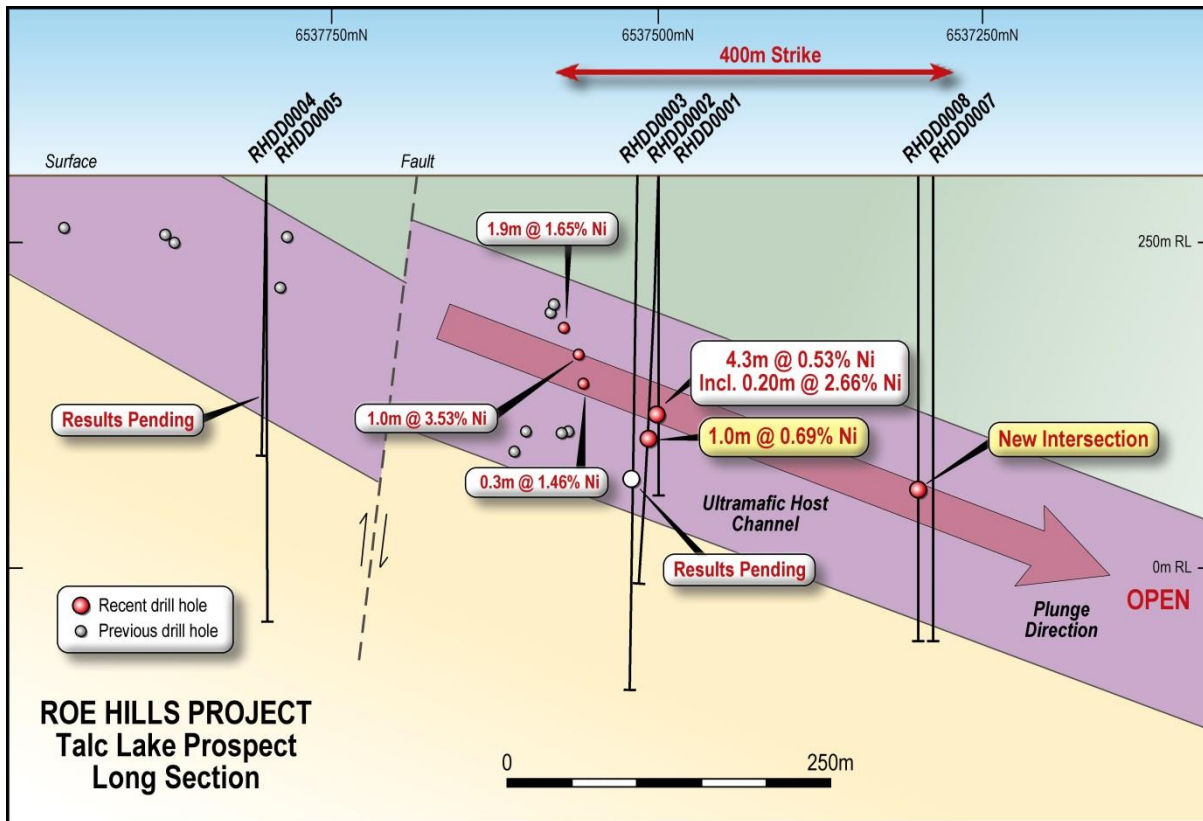 6537750mN
6537500mN
6537250mN
400m Strike
RHDD0004
RHDD0005
RHDD0003
RHDD0002
RHDD0001
RHDD0008
RHDD0007
Surface
Fault
1.9m @ 1.65% Ni
250m RL
4.3m @ 0.53% Ni
Incl. 0.20m @ 2.66% Ni
Results Pending
1.0m @ 3.53% Ni
1.0m @ 0.69% Ni
New Intersection
0.3m @ 1.46% Ni
Ultramafic Host
Channel
Results Pending
0m RL
OPEN
Plunge
Direction
Recent drill hole
Previous drill hole
ROE HILLS PROJECT
Talc Lake Prospect
Long Section
0
250m